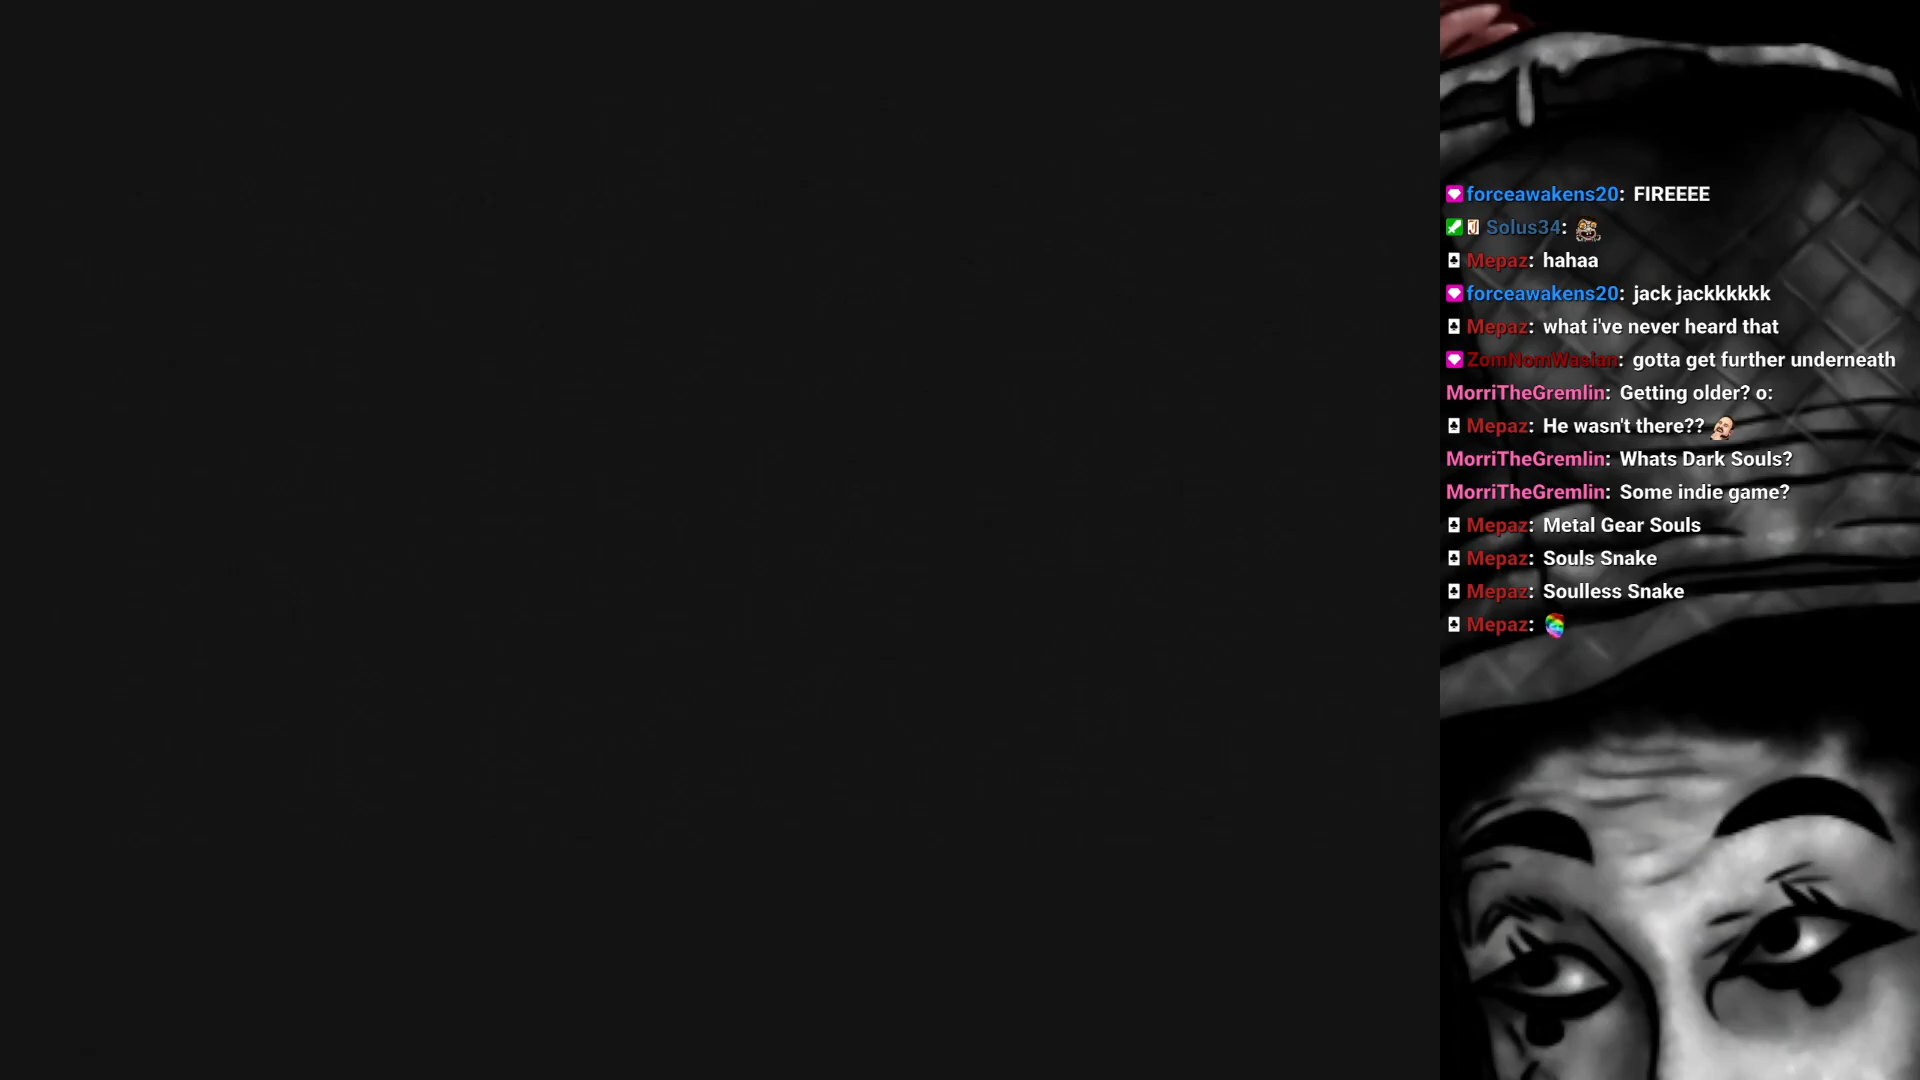 forceawakens20: FIREEEE
Solus34:
Mepaz: hahaa
forceawakens20: jack jackkkkkk
Mepaz: what i've never heard that
ZomNomWasian: gotta get further underneath
MorriTheGremlin: Getting older? o:
Mepaz: He wasn't there??
MorriTheGremlin: Whats Dark Souls?
MorriTheGremlin: Some indie game?
Mepaz: Metal Gear Souls
Mepaz: Souls Snake
Mepaz: Soulless Snake
Mepaz: